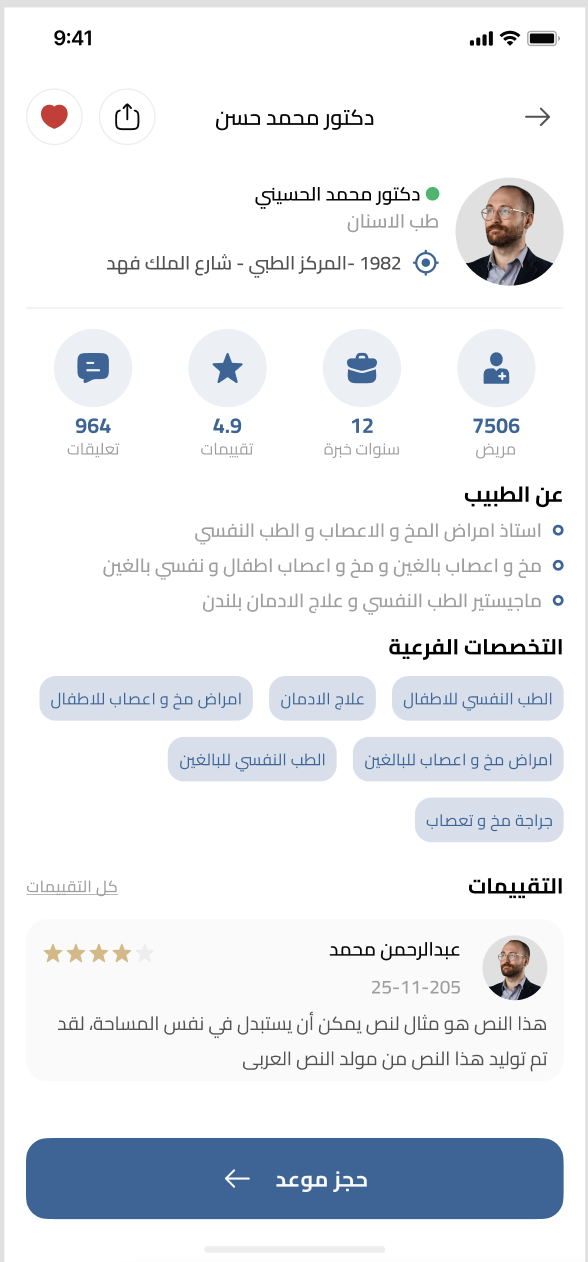 9:41
دكتور محمد حسن
دكتور محمد الحسيني
طب الاسنان
1982 -المركز الطبي - شارع الملك فهد
7506 12 4.9 964
مريض سنوات خبرة تقييمات تعليقات
عن الطبيب
استاذ امراض المخ و الاعصاب و الطب النفسي
مخ و اعصاب بالغين و مخ و اعصاب اطفال و نفسي بالغين
ماجيستير الطب النفسي و علاج الادمان بلندن
التخصصات الفرعية
الطب النفسي للاطفال علاج الادمان امراض مخ و اعصاب للاطفال
امراض مخ و اعصاب للبالغين الطب النفسي للبالغين
جراجة مخ و تعصاب
التقييمات كل التقييمات
عبدالرحمن محمد
25-11-205
هذا النص هو مثال لنص يمكن أن يستبدل في نفس المساحة، لقد
تم توليد هذا النص من مولد النص العربى
حجز موعد